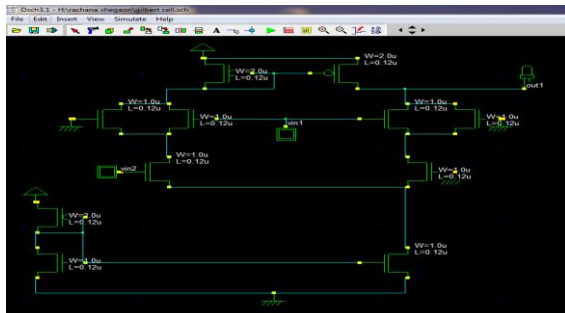 Dsch3.1 - H:\rachana shegaon\gilbert cell.sch
File Edit Insert View Simulate Help
W=2.0u
L=0.12u
W=2.0u
L=0.12u
out1
W=1.0u
L=0.12u
W=1.0u
L=0.12u
vin1
W=1.0u
L=0.12u
W=1.0u
L=0.12u
vin2
W=1.0u
L=0.12u
W=1.0u
L=0.12u
W=2.0u
L=0.12u
W=1.0u
L=0.12u
W=1.0u
L=0.12u